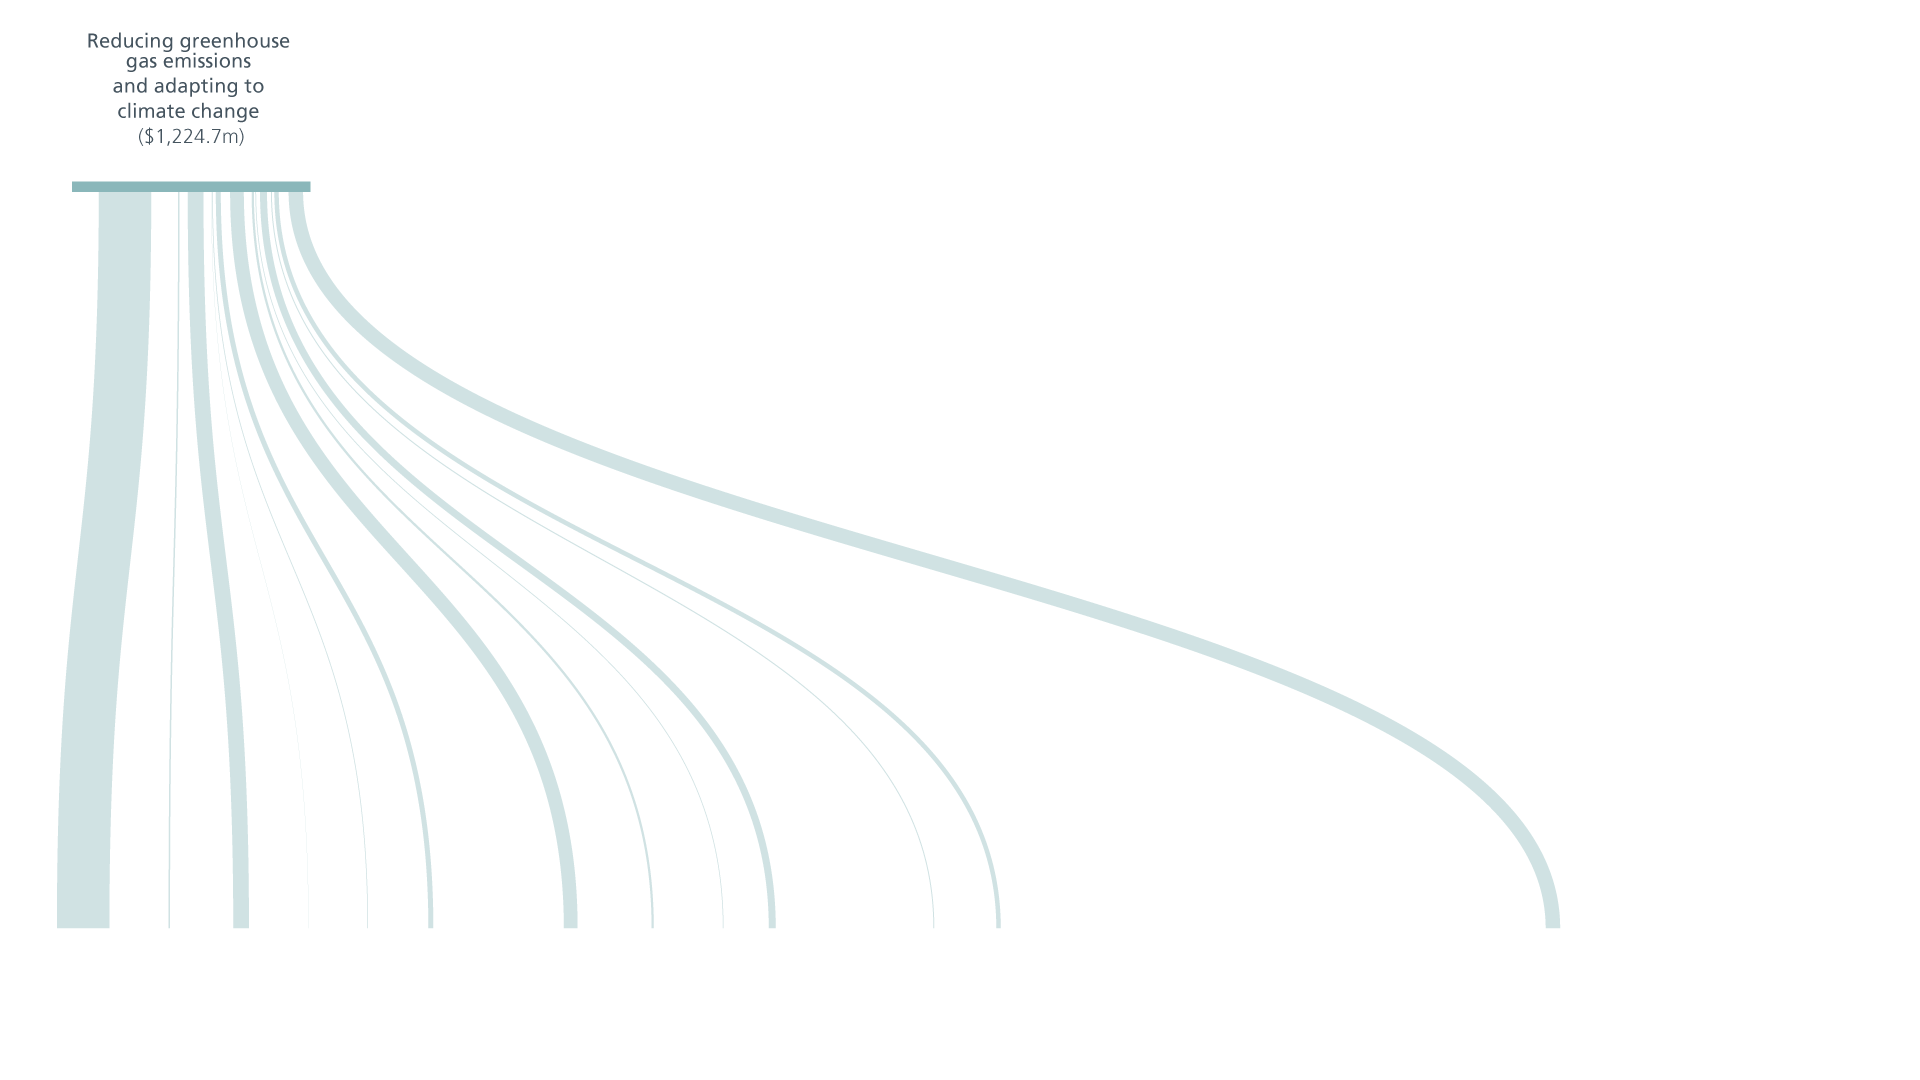 Reducing greenhouse
gas emissions
and adapting to
climate change
($1,224.7m)